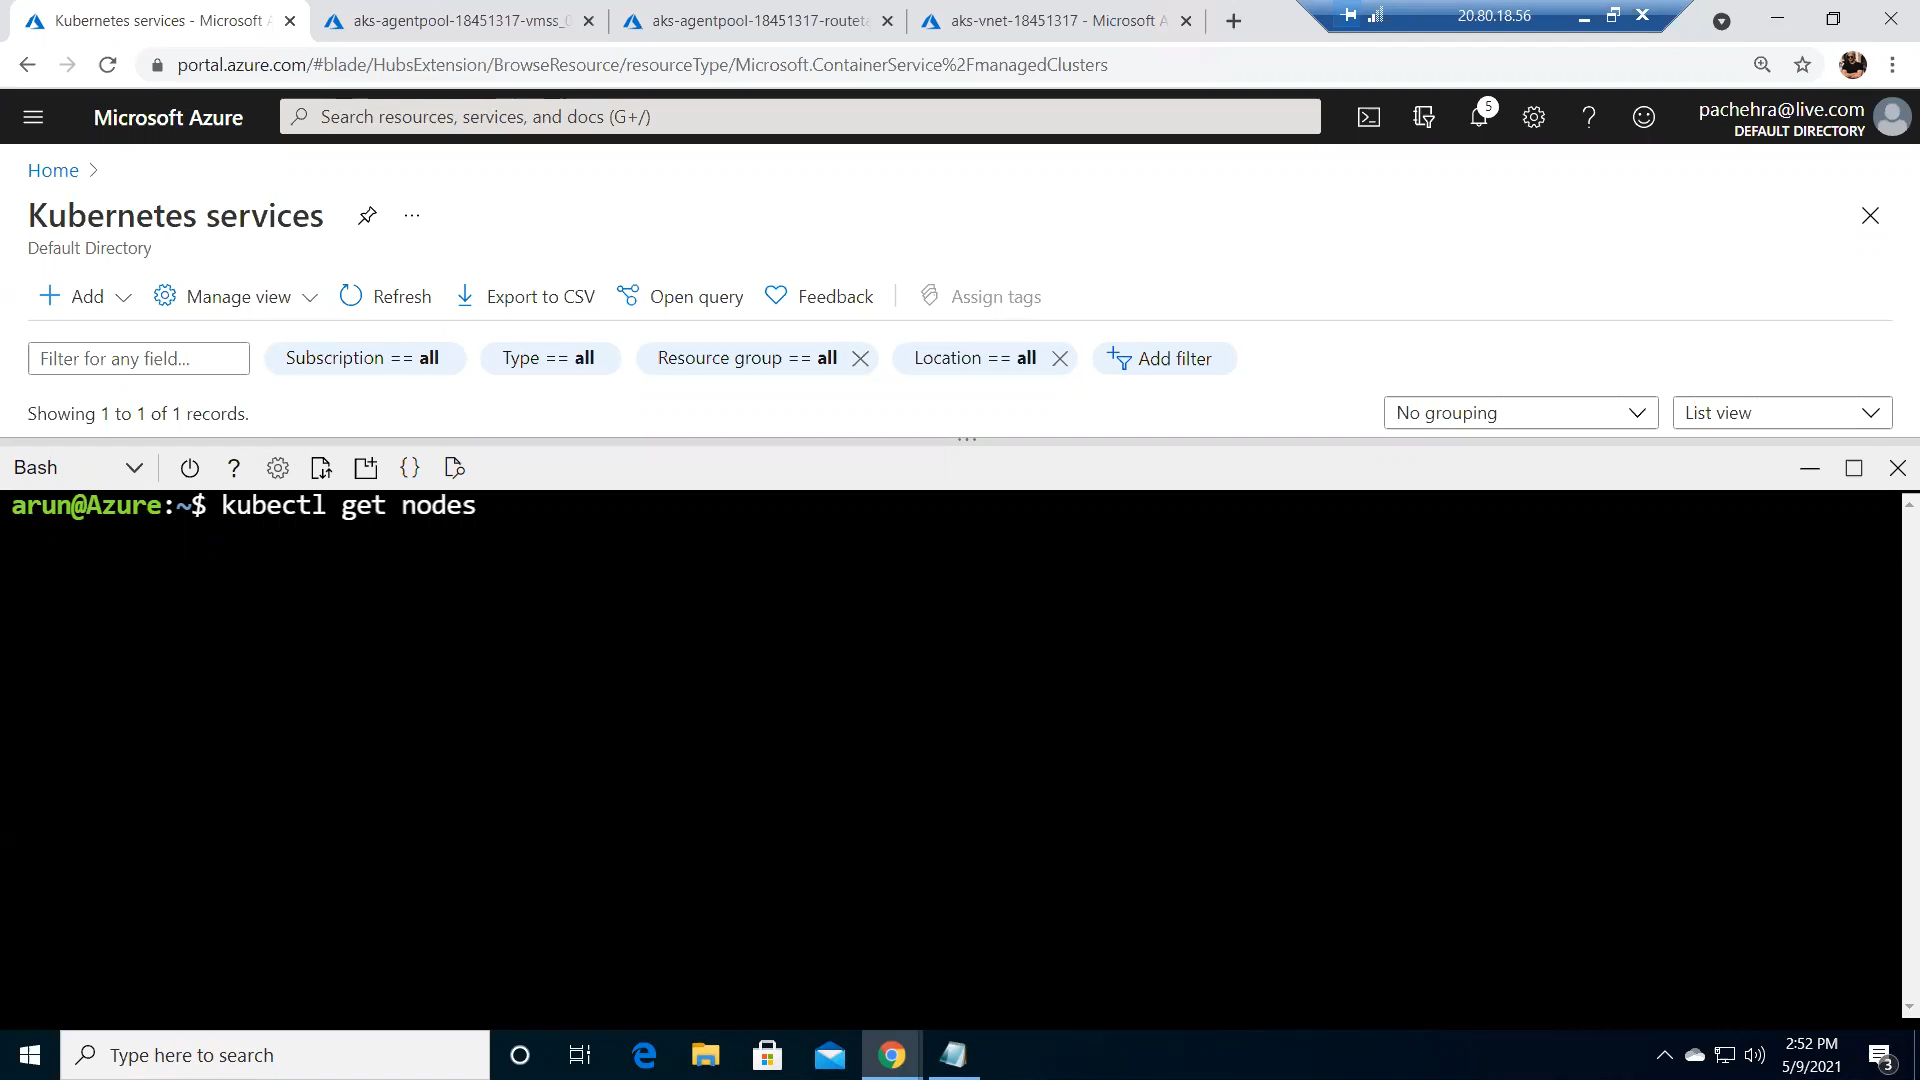 Kubernetes services - Microsoft A
aks-agentpool-18451317-vmss_0
aks-agentpool-18451317-routeta
aks-vnet-18451317 - Microsoft A
20.80.18.56
portal.azure.com/#blade/HubsExtension/BrowseResource/resourceType/Microsoft.ContainerService%2FmanagedClusters
Microsoft Azure
Search resources, services, and docs (G+/)
5
pachehra@live.com
DEFAULT DIRECTORY
Home
Kubernetes services
Default Directory
Add
Manage view
Refresh
Export to CSV
Open query
Feedback
Assign tags
Filter for any field...
Subscription == all
Type == all
Resource group == all
Location == all
Add filter
Showing 1 to 1 of 1 records.
No grouping
List view
Bash
arun@Azure:~$ kubectl get nodes
Type here to search
2:52 PM
5/9/2021
3